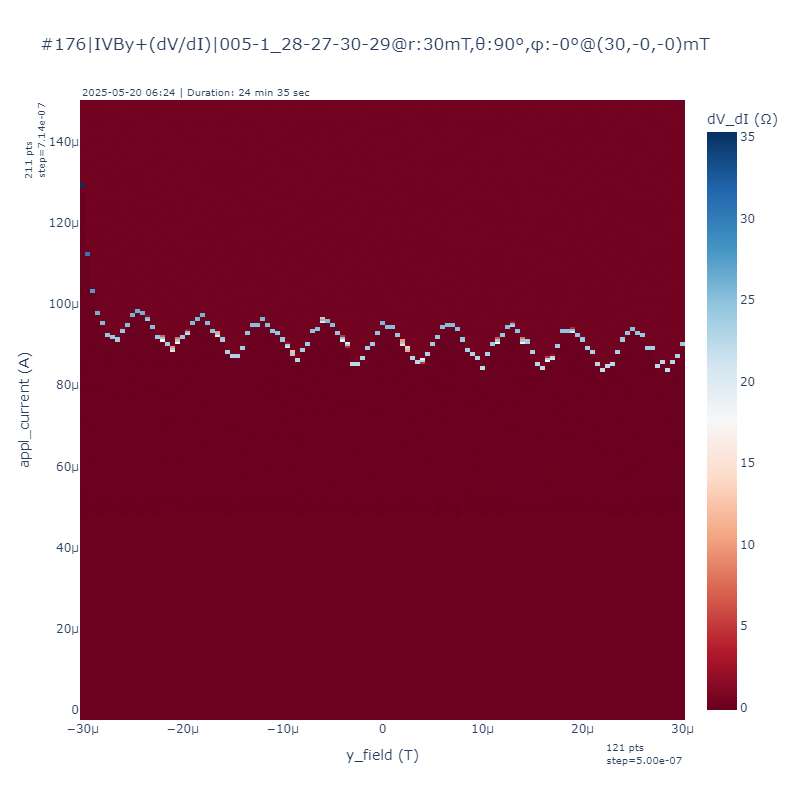 #176|IVBy+(dV/dI)|005-1_28-27-30-29@r:30mT,θ:90°,φ:-0°@(30,-0,-0)mT
2025-05-20 06:24 | Duration: 24 min 35 sec
211 pts
step=7.14e-07
dV_dI (Ω)
140μ
120μ
100μ
80μ
60μ
40μ
20μ
0
appl_current (A)
35
30
25
20
15
10
5
0
−30μ
−20μ
−10μ
0
10μ
20μ
30μ
y_field (T)
121 pts
step=5.00e-07